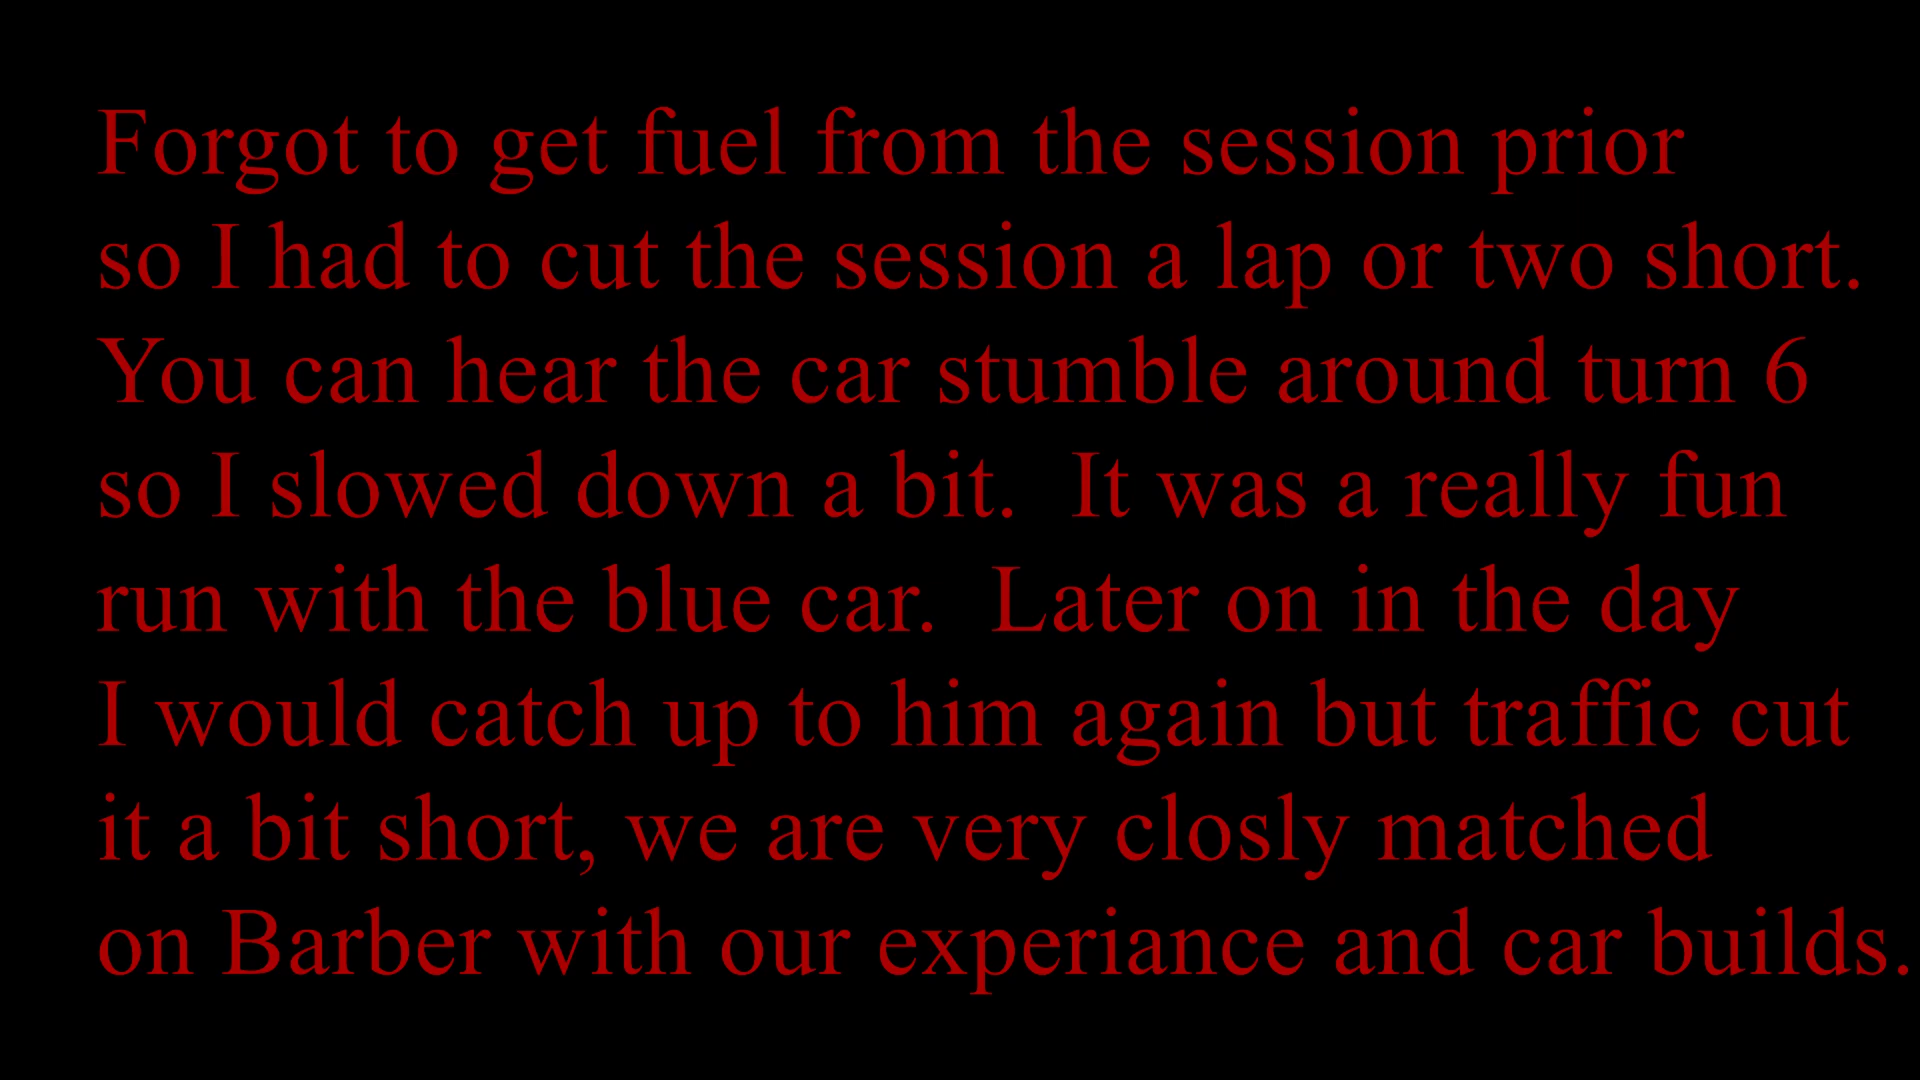 Forgot to get fuel from the session prior
so I had to cut the session a lap or two short.
You can hear the car stumble around turn 6
so I slowed down a bit.  It was a really fun
run with the blue car.  Later on in the day
I would catch up to him again but traffic cut
it a bit short, we are very closly matched
on Barber with our experiance and car builds.